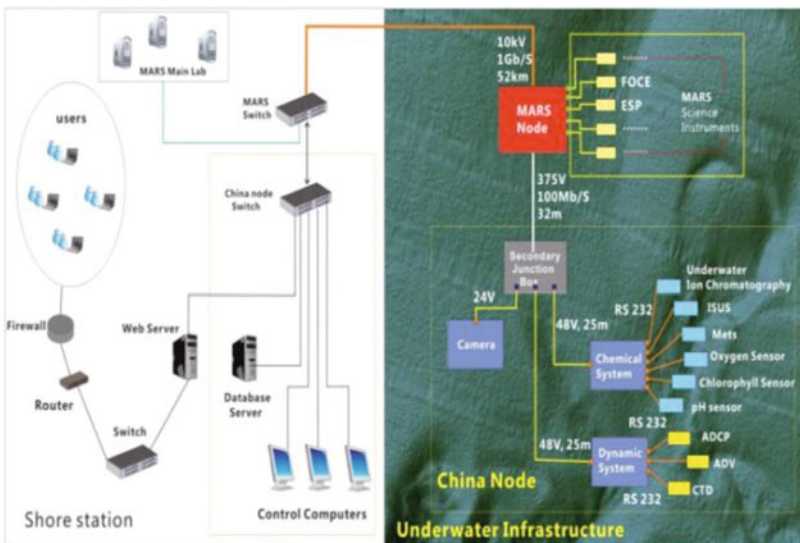 MARS Main Lab
users
MARS
Switch
China node
Switch
Firewall
Web Server
Router
Database
Server
Switch
Control Computers
Shore station
10kV
1Gb/S
52km
MARS
Node
FOCE
ESP
MARS
Science
Instruments
375V
100Mb/S
32m
Secondary
Junction
Box
24V
Camera
48V, 25m
RS 232
Chemical
System
Underwater
Ion Chromatography
ISUS
Mets
Oxygen Sensor
Chlorophyll Sensor
pH sensor
48V, 25m
RS 232
Dynamic
System
RS 232
ADCP
ADV
CTD
China Node
Underwater Infrastructure